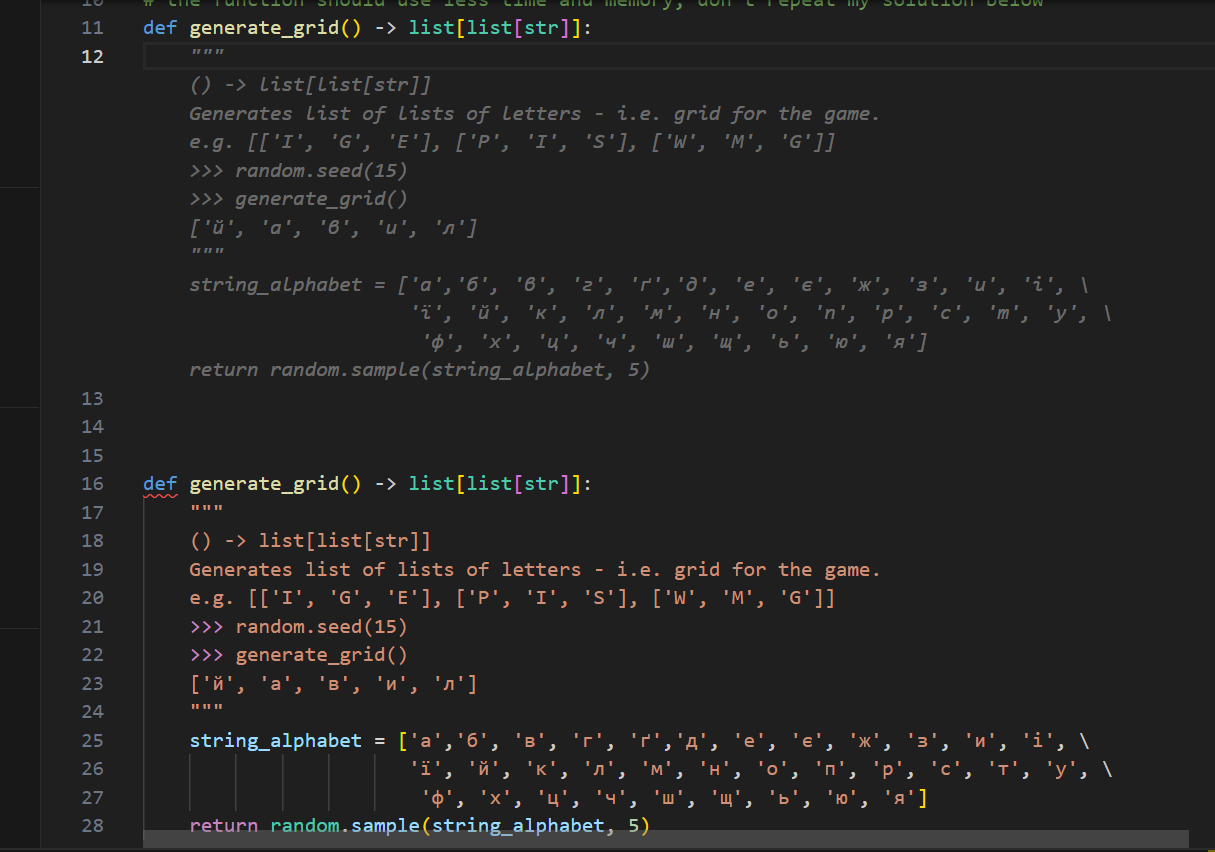 10 # the function should use less time and memory, don't repeat my solution below
11 def generate_grid() -> list[list[str]]:
12 """
() -> list[list[str]]
Generates list of lists of letters - i.e. grid for the game.
e.g. [['I', 'G', 'E'], ['P', 'I', 'S'], ['W', 'M', 'G']]
>>> random.seed(15)
>>> generate_grid()
['й', 'а', 'в', 'и', 'л']
"""
string_alphabet = ['а','б', 'в', 'г', 'ґ','д', 'е', 'є', 'ж', 'з', 'и', 'і', \
'ї', 'й', 'к', 'л', 'м', 'н', 'о', 'п', 'р', 'с', 'т', 'у', \
'ф', 'х', 'ц', 'ч', 'ш', 'щ', 'ь', 'ю', 'я']
return random.sample(string_alphabet, 5)
13
14
15
16 def generate_grid() -> list[list[str]]:
17 """
18 () -> list[list[str]]
19 Generates list of lists of letters - i.e. grid for the game.
20 e.g. [['I', 'G', 'E'], ['P', 'I', 'S'], ['W', 'M', 'G']]
21 >>> random.seed(15)
22 >>> generate_grid()
23 ['й', 'а', 'в', 'и', 'л']
24 """
25 string_alphabet = ['а','б', 'в', 'г', 'ґ','д', 'е', 'є', 'ж', 'з', 'и', 'і', \
26 'ї', 'й', 'к', 'л', 'м', 'н', 'о', 'п', 'р', 'с', 'т', 'у', \
27 'ф', 'х', 'ц', 'ч', 'ш', 'щ', 'ь', 'ю', 'я']
28 return random.sample(string_alphabet, 5)